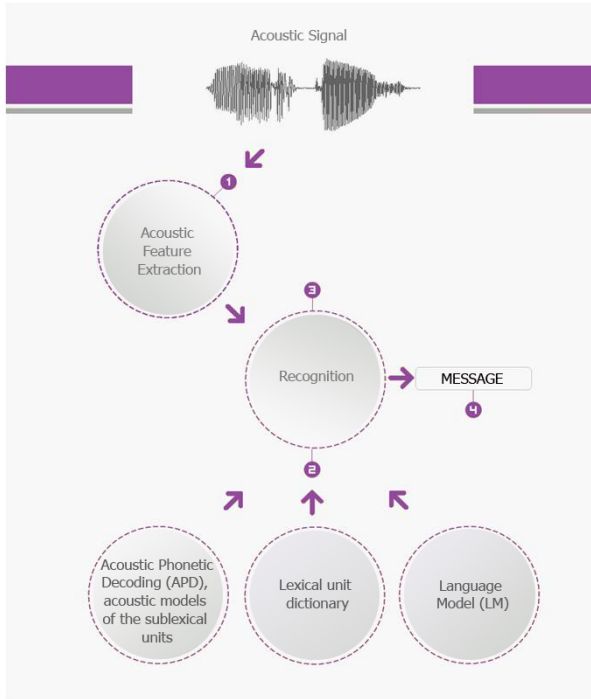 Acoustic Signal
1
Acoustic
Feature
Extraction
3
Recognition
MESSAGE
4
2
Acoustic Phonetic
Decoding (APD),
acoustic models
of the sublexical
units
Lexical unit
dictionary
Language
Model (LM)